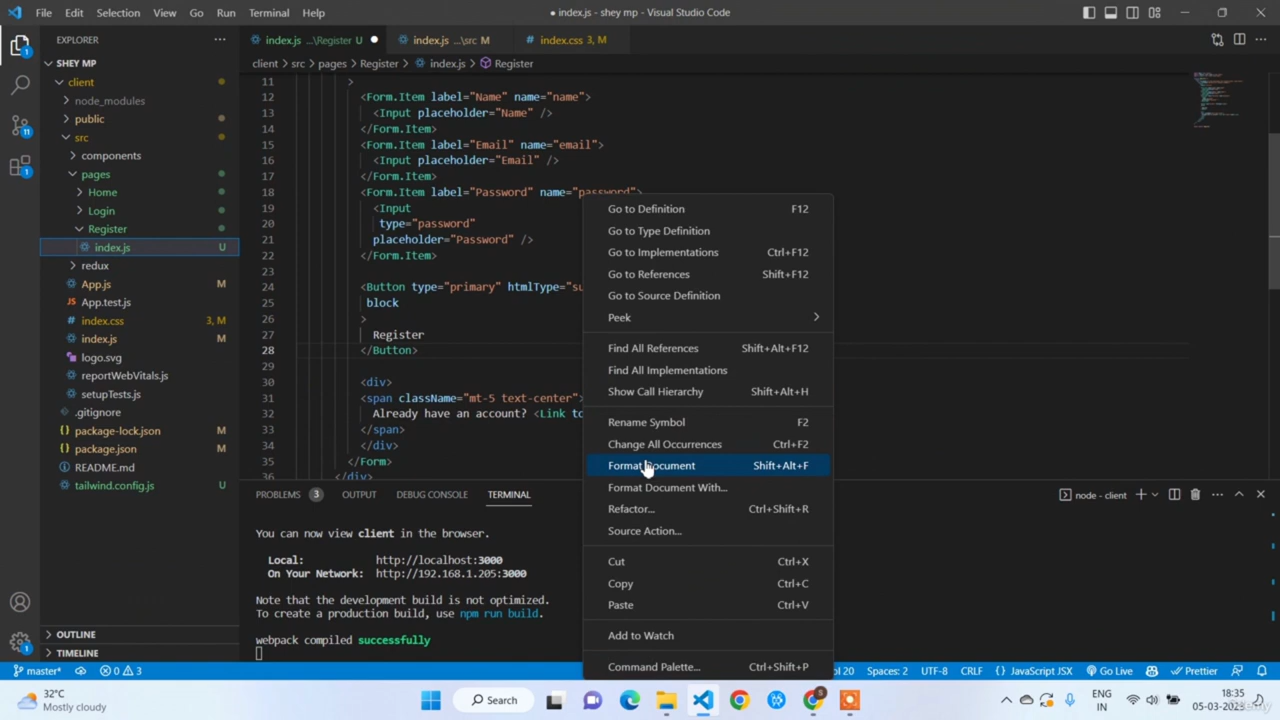 File Edit Selection View Go Run Terminal Help
● index.js - shey mp - Visual Studio Code
EXPLORER
index.js ...\Register U
index.js ...\src M
index.css 3, M
SHEY MP
client > src > pages > Register > index.js > Register
client
node_modules
public
src
components
pages
Home
Login
Register
index.js U
redux
App.js M
App.test.js
index.css 3, M
index.js M
logo.svg
reportWebVitals.js
setupTests.js
.gitignore
package-lock.json M
package.json M
README.md
tailwind.config.js U
OUTLINE
TIMELINE
11 >
12 <Form.Item label="Name" name="name">
13 <Input placeholder="Name" />
14 </Form.Item>
15 <Form.Item label="Email" name="email">
16 <Input placeholder="Email" />
17 </Form.Item>
18 <Form.Item label="Password" name="password">
19 <Input
20 type="password"
21 placeholder="Password" />
22 </Form.Item>
23
24 <Button type="primary" htmlType="su
25 block
26 >
27 Register
28 </Button>
29
30 <div>
31 <span className="mt-5 text-center">
32 Already have an account? <Link to
33 </span>
34 </div>
35 </Form>
36 </div>
Go to Definition F12
Go to Type Definition
Go to Implementations Ctrl+F12
Go to References Shift+F12
Go to Source Definition
Peek
Find All References Shift+Alt+F12
Find All Implementations
Show Call Hierarchy Shift+Alt+H
Rename Symbol F2
Change All Occurrences Ctrl+F2
Format Document Shift+Alt+F
Format Document With...
Refactor... Ctrl+Shift+R
Source Action...
Cut Ctrl+X
Copy Ctrl+C
Paste Ctrl+V
Add to Watch
Command Palette... Ctrl+Shift+P
PROBLEMS 3 OUTPUT DEBUG CONSOLE TERMINAL
node - client
You can now view client in the browser.
Local: http://localhost:3000
On Your Network: http://192.168.1.205:3000
Note that the development build is not optimized.
To create a production build, use npm run build.
webpack compiled successfully
master* 0 3
ol 20 Spaces: 2 UTF-8 CRLF JavaScript JSX Go Live Prettier
32°C
Mostly cloudy
Search
ENG
IN
18:35
05-03-2023